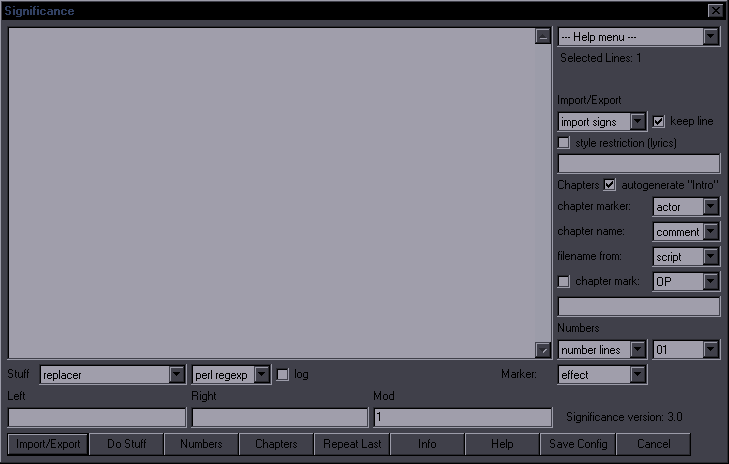 Significance
--- Help menu ---
Selected Lines: 1
Import/Export
import signs keep line
style restriction (lyrics)
Chapters autogenerate "Intro"
chapter marker: actor
chapter name: comment
filename from: script
chapter mark: OP
Numbers
number lines 01
Stuff replacer perl regexp log Marker: effect
Left Right Mod
1 Significance version: 3.0
Import/Export Do Stuff Numbers Chapters Repeat Last Info Help Save Config Cancel